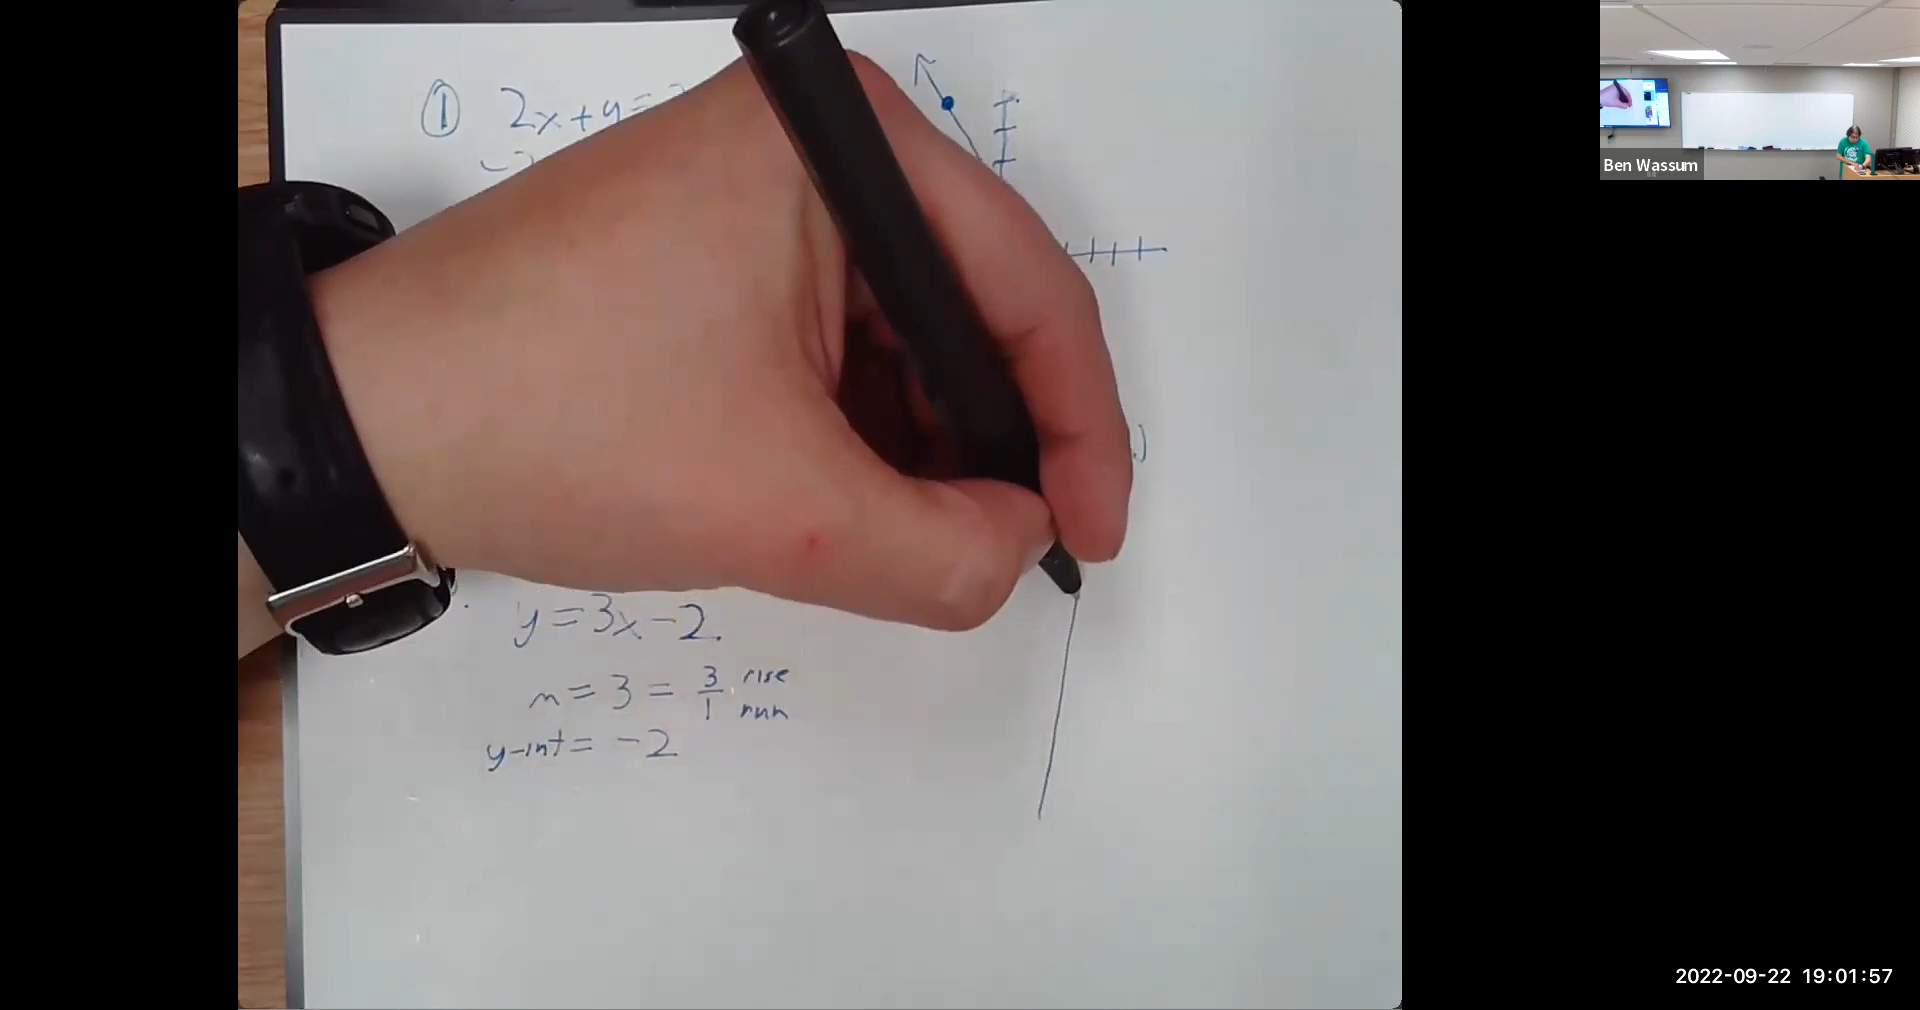 ① 2x+y=
-2
y=3x-2.
m=3=3/1 rise run
y-int=-2
Ben Wassum
2022-09-22 19:01:57